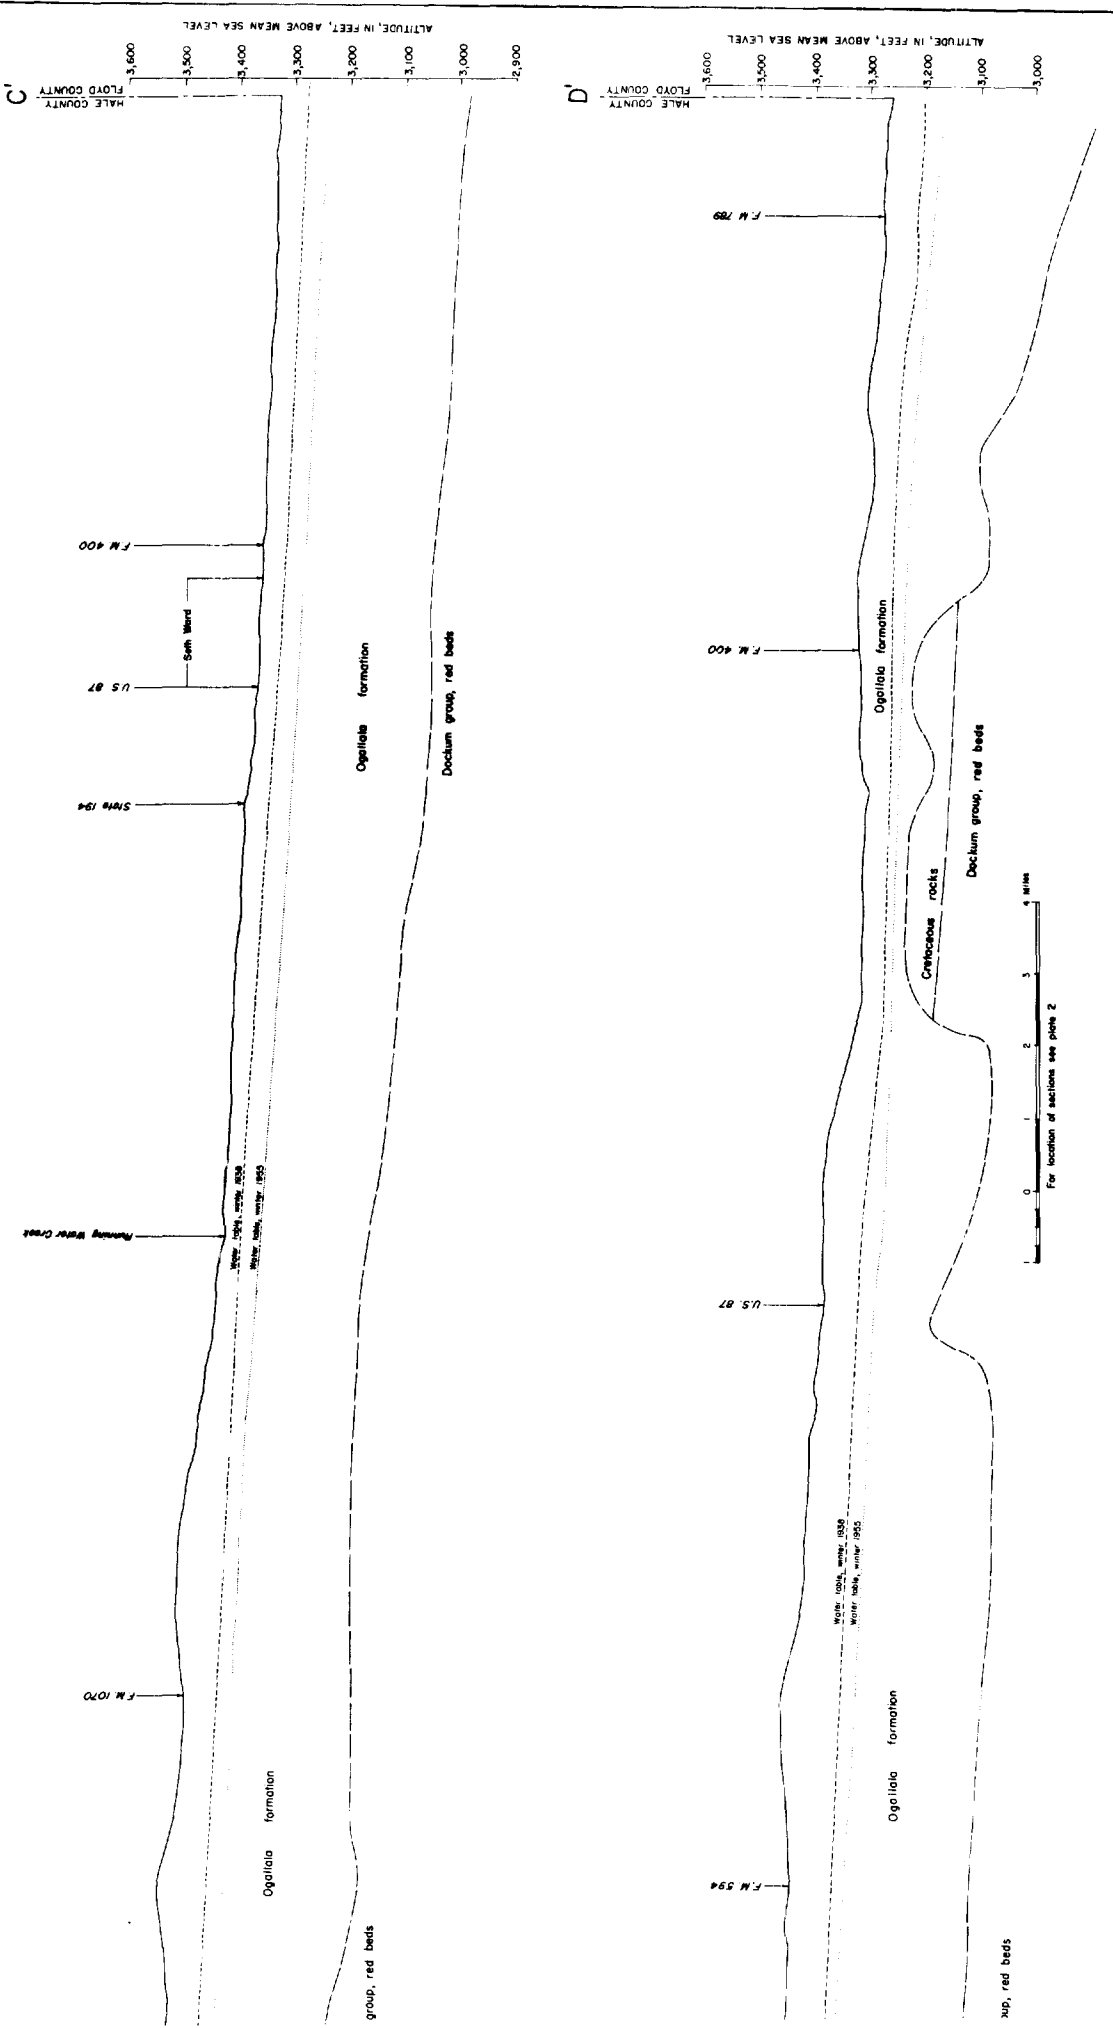 C'
HALE COUNTY
FLOYD COUNTY
ALTITUDE, IN FEET, ABOVE MEAN SEA LEVEL
3,600
3,500
3,400
3,300
3,200
3,100
3,000
2,900
F.M. 400
Seth Ward
U.S. 87
State 194
Running Water Creek
F.M. 1070
Water table, winter 1938
Water table, winter 1955
Ogallala formation
Dockum group, red beds
Ogallala formation
group, red beds
D'
HALE COUNTY
FLOYD COUNTY
ALTITUDE, IN FEET, ABOVE MEAN SEA LEVEL
3,600
3,500
3,400
3,300
3,200
3,100
3,000
F.M. 789
F.M. 400
U.S. 87
F.M. 594
Ogallala formation
Cretaceous rocks
Dockum group, red beds
Water table, winter 1938
Water table, winter 1955
Ogallala formation
oup, red beds
1 0 1 2 3 4 Miles
For location of sections see plate 2